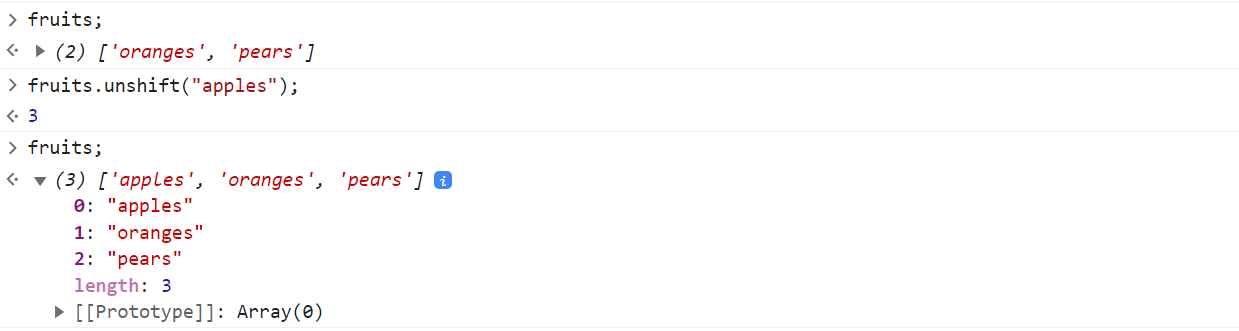 > fruits;
(2) ['oranges', 'pears']
> fruits.unshift("apples");
3
> fruits;
(3) ['apples', 'oranges', 'pears'] i
0: "apples"
1: "oranges"
2: "pears"
length: 3
[[Prototype]]: Array(0)